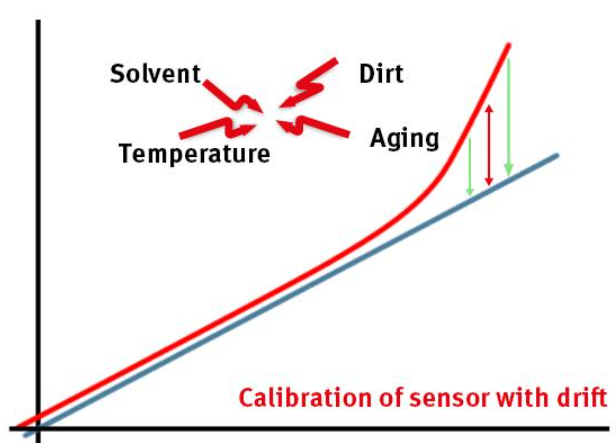 Solvent
Dirt
Temperature
Aging
Calibration of sensor with drift